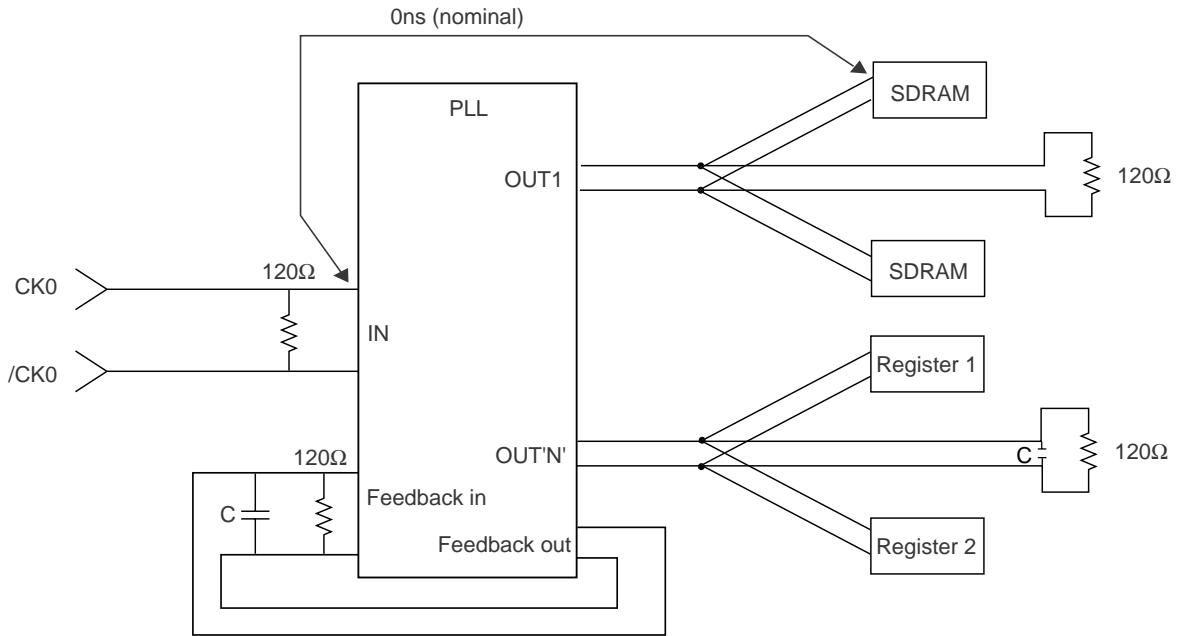 0ns (nominal)
PLL
SDRAM
OUT1
120Ω
SDRAM
120Ω
CK0
IN
/CK0
Register 1
OUT'N'
C
120Ω
120Ω
Feedback in
C
Feedback out
Register 2